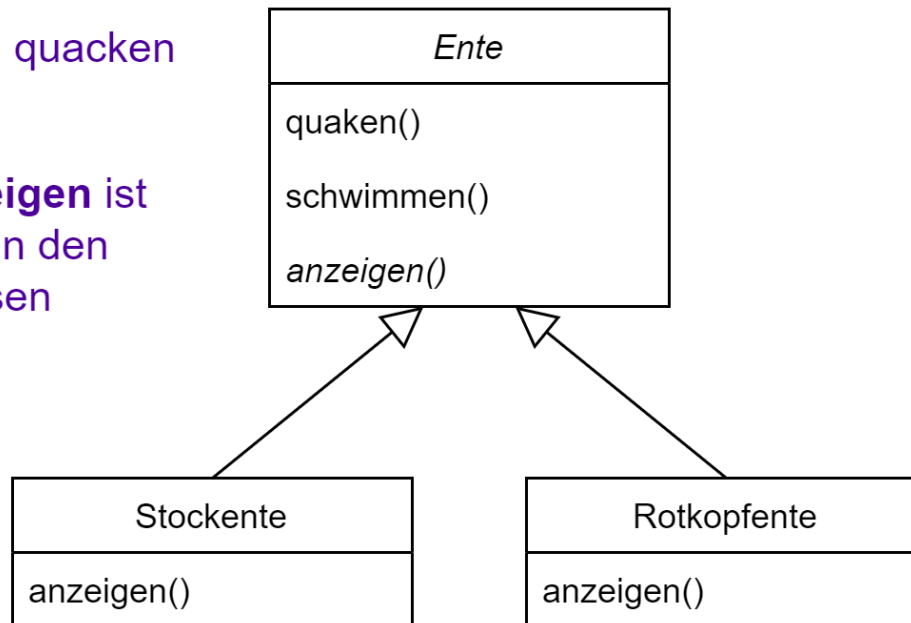 quacken
eigen ist
n den
sen
Ente
quaken()
schwimmen()
anzeigen()
Stockente
anzeigen()
Rotkopfente
anzeigen()